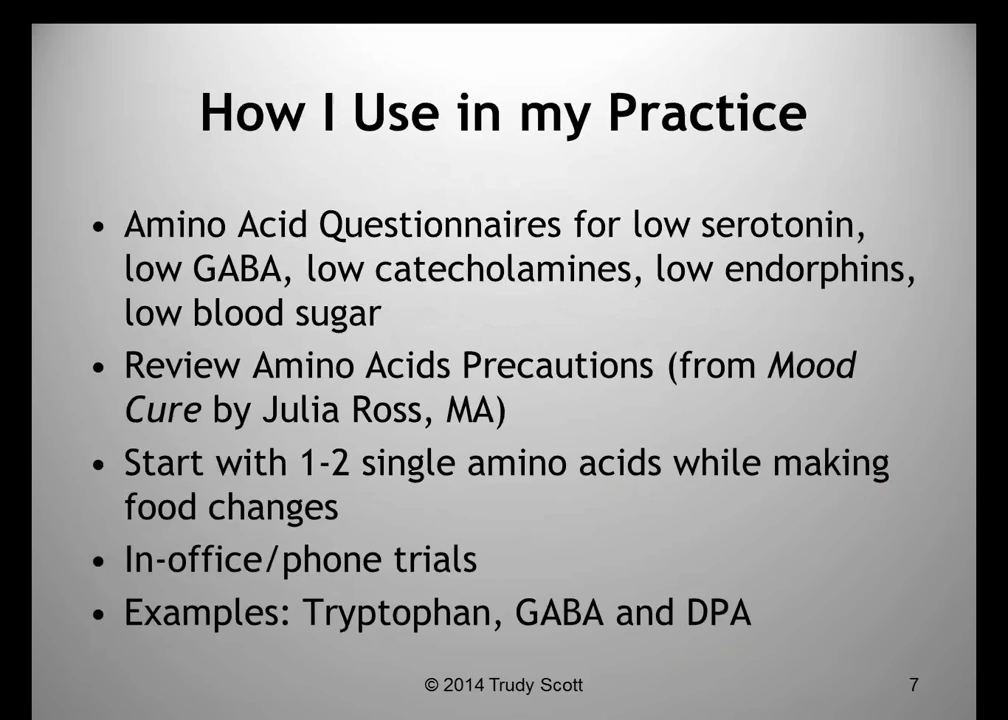 How I Use in my Practice
• Amino Acid Questionnaires for low serotonin,
low GABA, low catecholamines, low endorphins,
low blood sugar
• Review Amino Acids Precautions (from Mood
Cure by Julia Ross, MA)
• Start with 1-2 single amino acids while making
food changes
• In-office/phone trials
• Examples: Tryptophan, GABA and DPA
© 2014 Trudy Scott 7